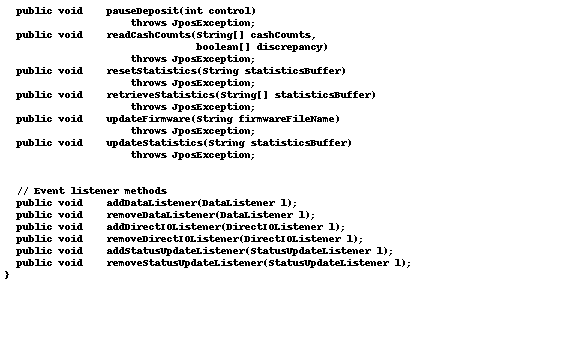 public void    pauseDeposit(int control)
                   throws JposException;
public void    readCashCounts(String[] cashCounts,
                              boolean[] discrepancy)
                   throws JposException;
public void    resetStatistics(String statisticsBuffer)
                   throws JposException;
public void    retrieveStatistics(String[] statisticsBuffer)
                   throws JposException;
public void    updateFirmware(String firmwareFileName)
                   throws JposException;
public void    updateStatistics(String statisticsBuffer)
                   throws JposException;
// Event listener methods
public void    addDataListener(DataListener l);
public void    removeDataListener(DataListener l);
public void    addDirectIOListener(DirectIOListener l);
public void    removeDirectIOListener(DirectIOListener l);
public void    addStatusUpdateListener(StatusUpdateListener l);
public void    removeStatusUpdateListener(StatusUpdateListener l);
}